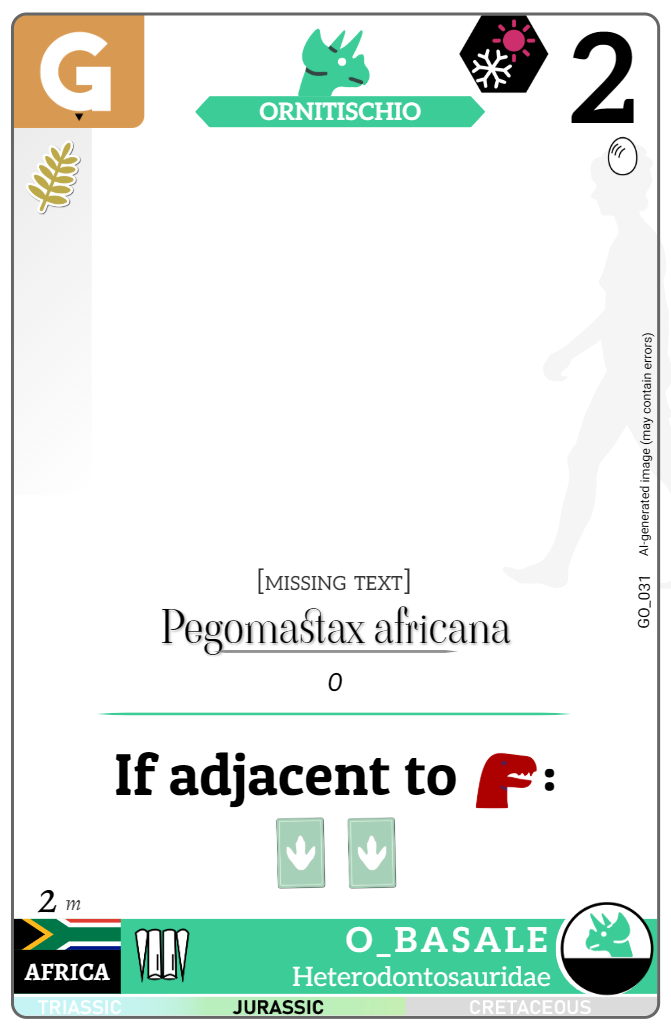 G
ORNITISCHIO
2
AI-generated image (may contain errors)
GO_031
[MISSING TEXT]
Pegomastax africana
0
If adjacent to :
2 m
AFRICA
O_BASALE
Heterodontosauridae
TRIASSIC
JURASSIC
CRETACEOUS